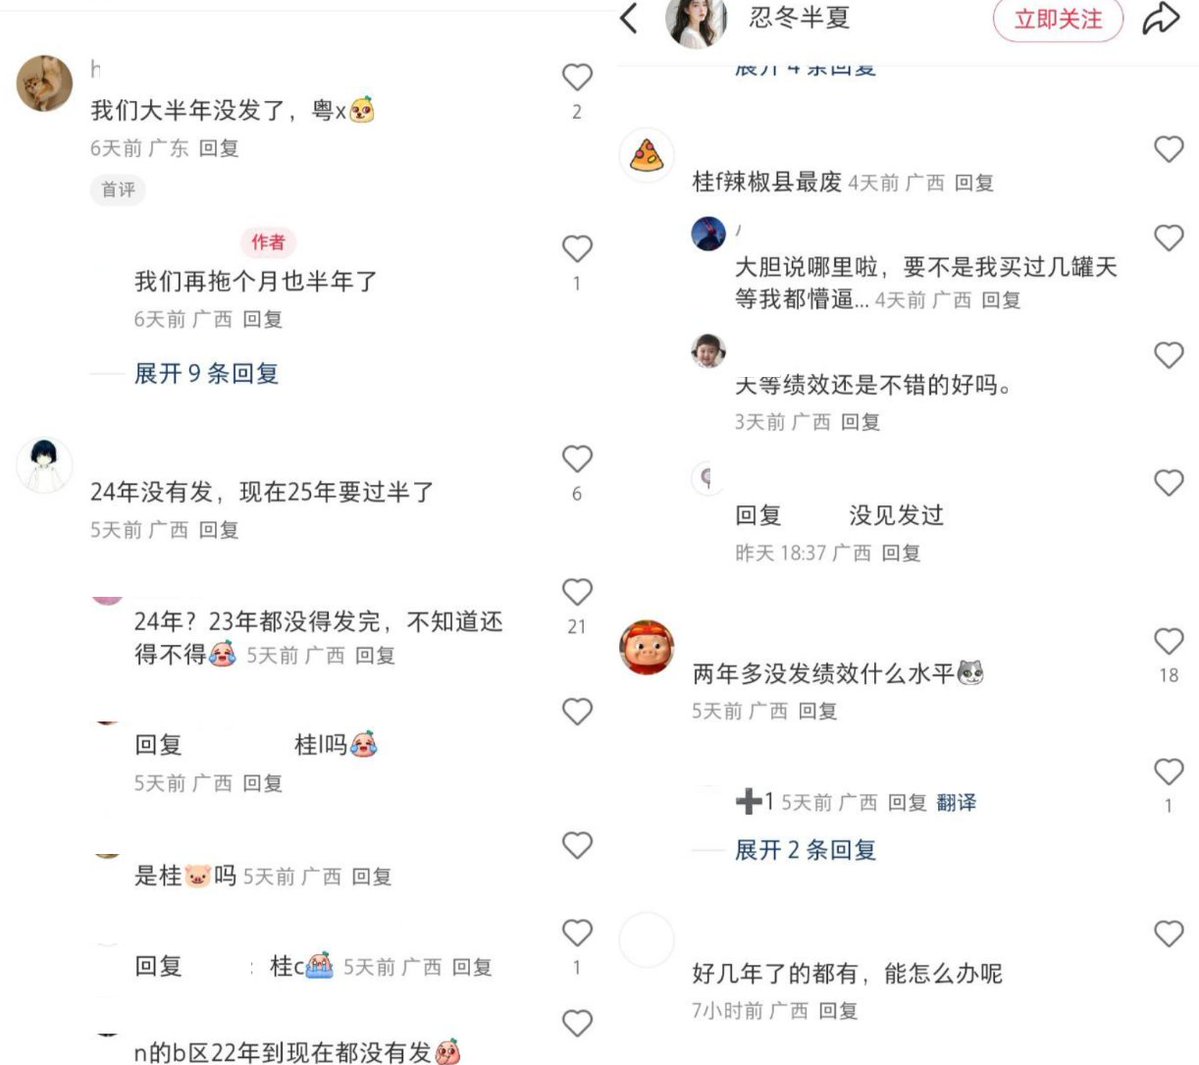 h
我们大半年没发了，粤x
6天前 广东 回复
首评
作者
我们再拖个月也半年了
6天前 广西 回复
展开 9 条回复
24年没有发，现在25年要过半了
5天前 广西 回复
24年？23年都没得发完，不知道还
得不得 5天前 广西 回复
回复 桂l吗
5天前 广西 回复
是桂🐷吗 5天前 广西 回复
回复 : 桂c 5天前 广西 回复
n的b区22年到现在都没有发
2
1
6
21
1
忍冬半夏
立即关注
展开 4 条回复
桂f辣椒县最废 4天前 广西 回复
大胆说哪里啦，要不是我买过几罐天
等我都懵逼... 4天前 广西 回复
天等绩效还是不错的好吗。
3天前 广西 回复
回复 没见发过
昨天 18:37 广西 回复
两年多没发绩效什么水平
5天前 广西 回复
18
➕1 5天前 广西 回复 翻译
1
展开 2 条回复
好几年了的都有，能怎么办呢
7小时前 广西 回复